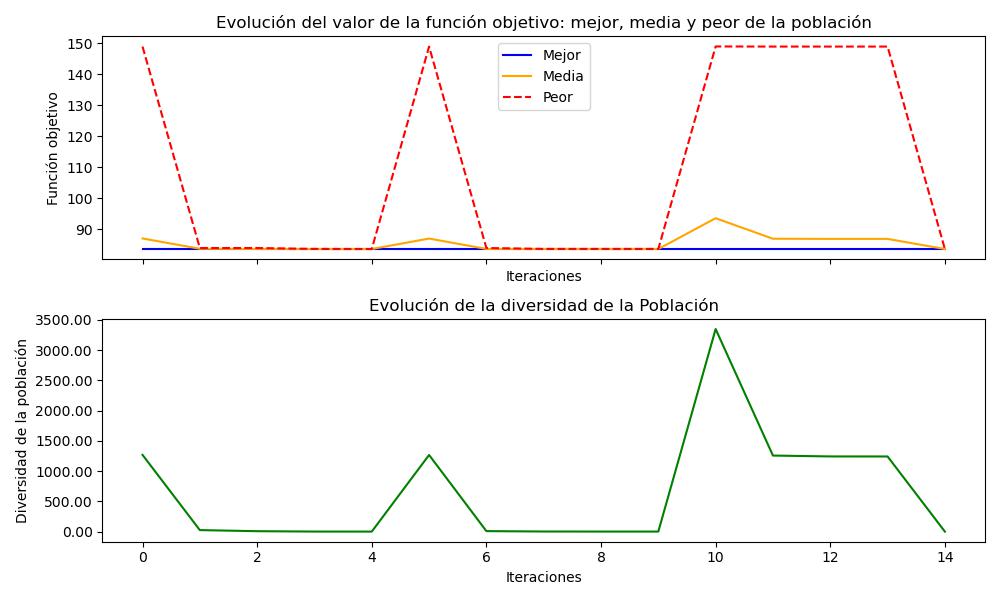 Evolución del valor de la función objetivo: mejor, media y peor de la población
150
140
130
120
110
100
90
Función objetivo
Mejor
Media
Peor
Iteraciones
Evolución de la diversidad de la Población
3500.00
3000.00
2500.00
2000.00
1500.00
1000.00
500.00
0.00
Diversidad de la población
0 2 4 6 8 10 12 14
Iteraciones